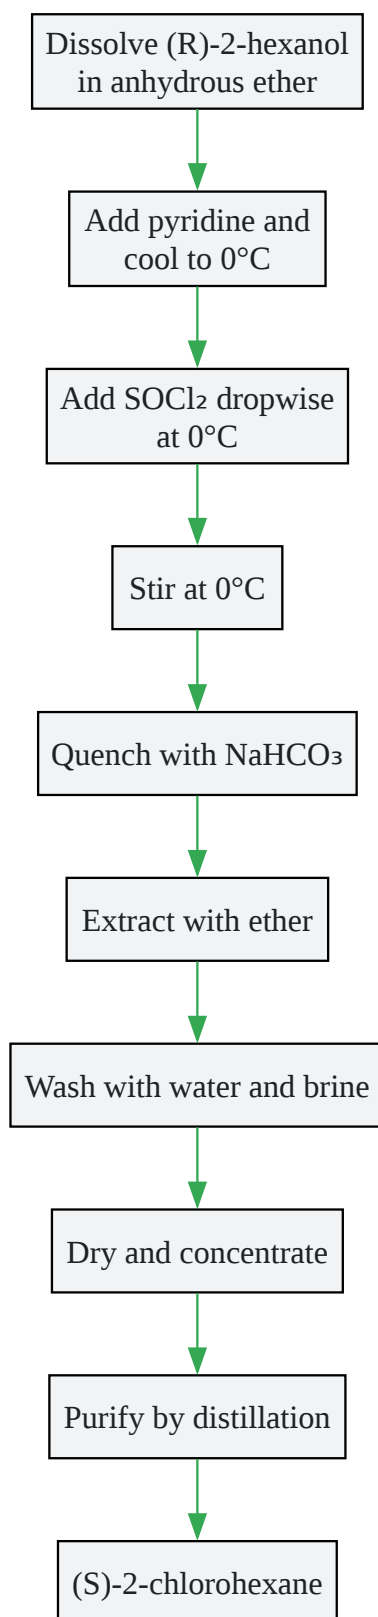 Dissolve (R)-2-hexanol
in anhydrous ether
Add pyridine and
cool to 0°C
Add SOCl₂ dropwise
at 0°C
Stir at 0°C
Quench with NaHCO₃
Extract with ether
Wash with water and brine
Dry and concentrate
Purify by distillation
(S)-2-chlorohexane